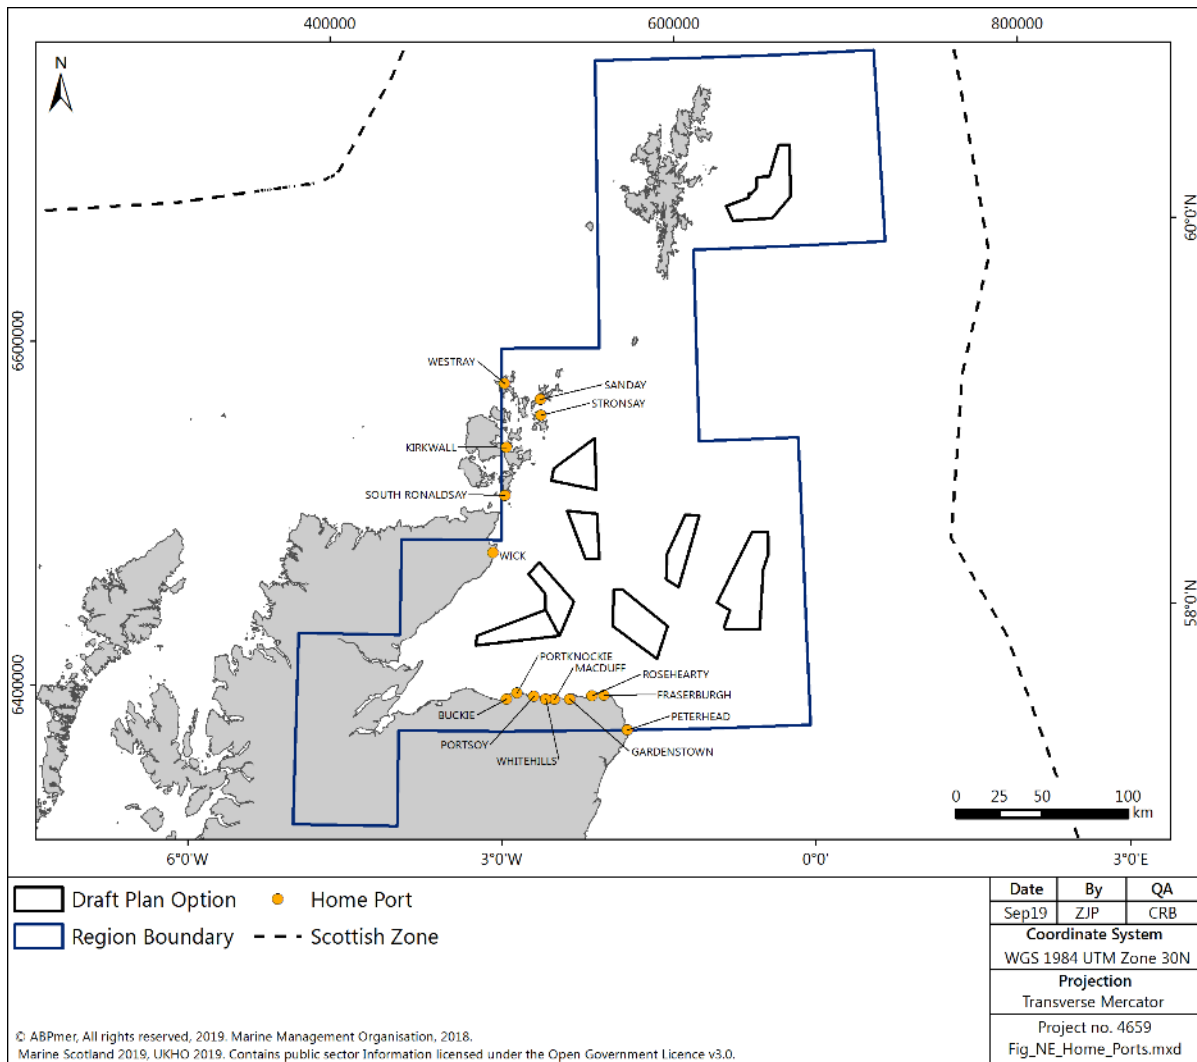 400000
600000
800000
N
60°0'N
6600000
WESTRAY
SANDAY
STRONSAY
KIRKWALL
SOUTH RONALDSAY
WICK
58°0'N
6400000
PORTKNOCKIE
MACDUFF
ROSEHEARTY
FRASERBURGH
BUCKIE
PETERHEAD
PORTSOY
GARDENSTOWN
WHITEHILLS
0 25 50 100
km
6°0'W
3°0'W
0°0'
3°0'E
Draft Plan Option
Home Port
Region Boundary
Scottish Zone
Date By QA
Sep19 ZJP CRB
Coordinate System
WGS 1984 UTM Zone 30N
Projection
Transverse Mercator
Project no. 4659
Fig_NE_Home_Ports.mxd
© ABPmer, All rights reserved, 2019. Marine Management Organisation, 2018.
Marine Scotland 2019, UKHO 2019. Contains public sector Information licensed under the Open Government Licence v3.0.